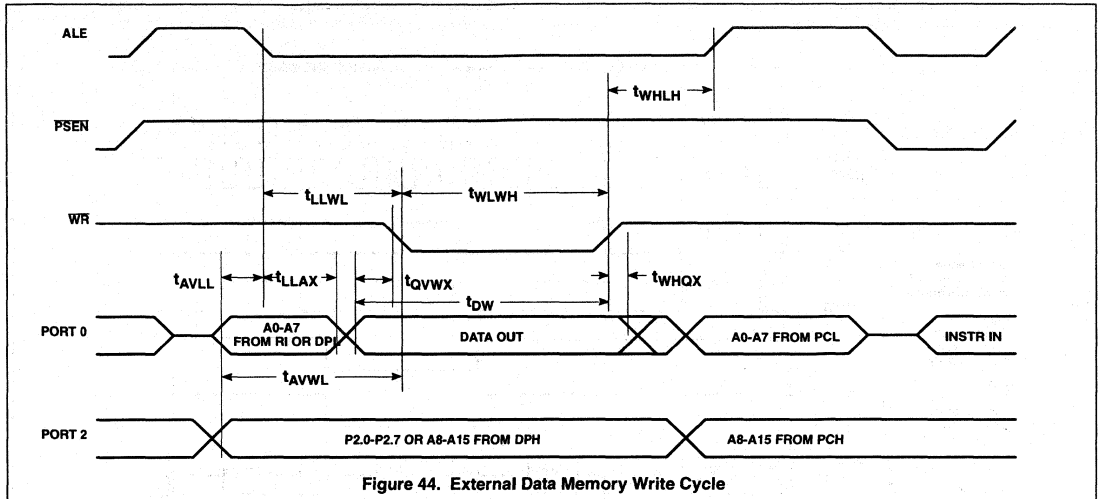 ALE
tWHLH
PSEN
tLLWL
tWLWH
WR
tAVLL
tLLAX
tQVWX
tWHQX
tDW
PORT 0
A0-A7
FROM RI OR DPL
DATA OUT
A0-A7 FROM PCL
INSTR IN
tAVWL
PORT 2
P2.0-P2.7 OR A8-A15 FROM DPH
A8-A15 FROM PCH
Figure 44. External Data Memory Write Cycle